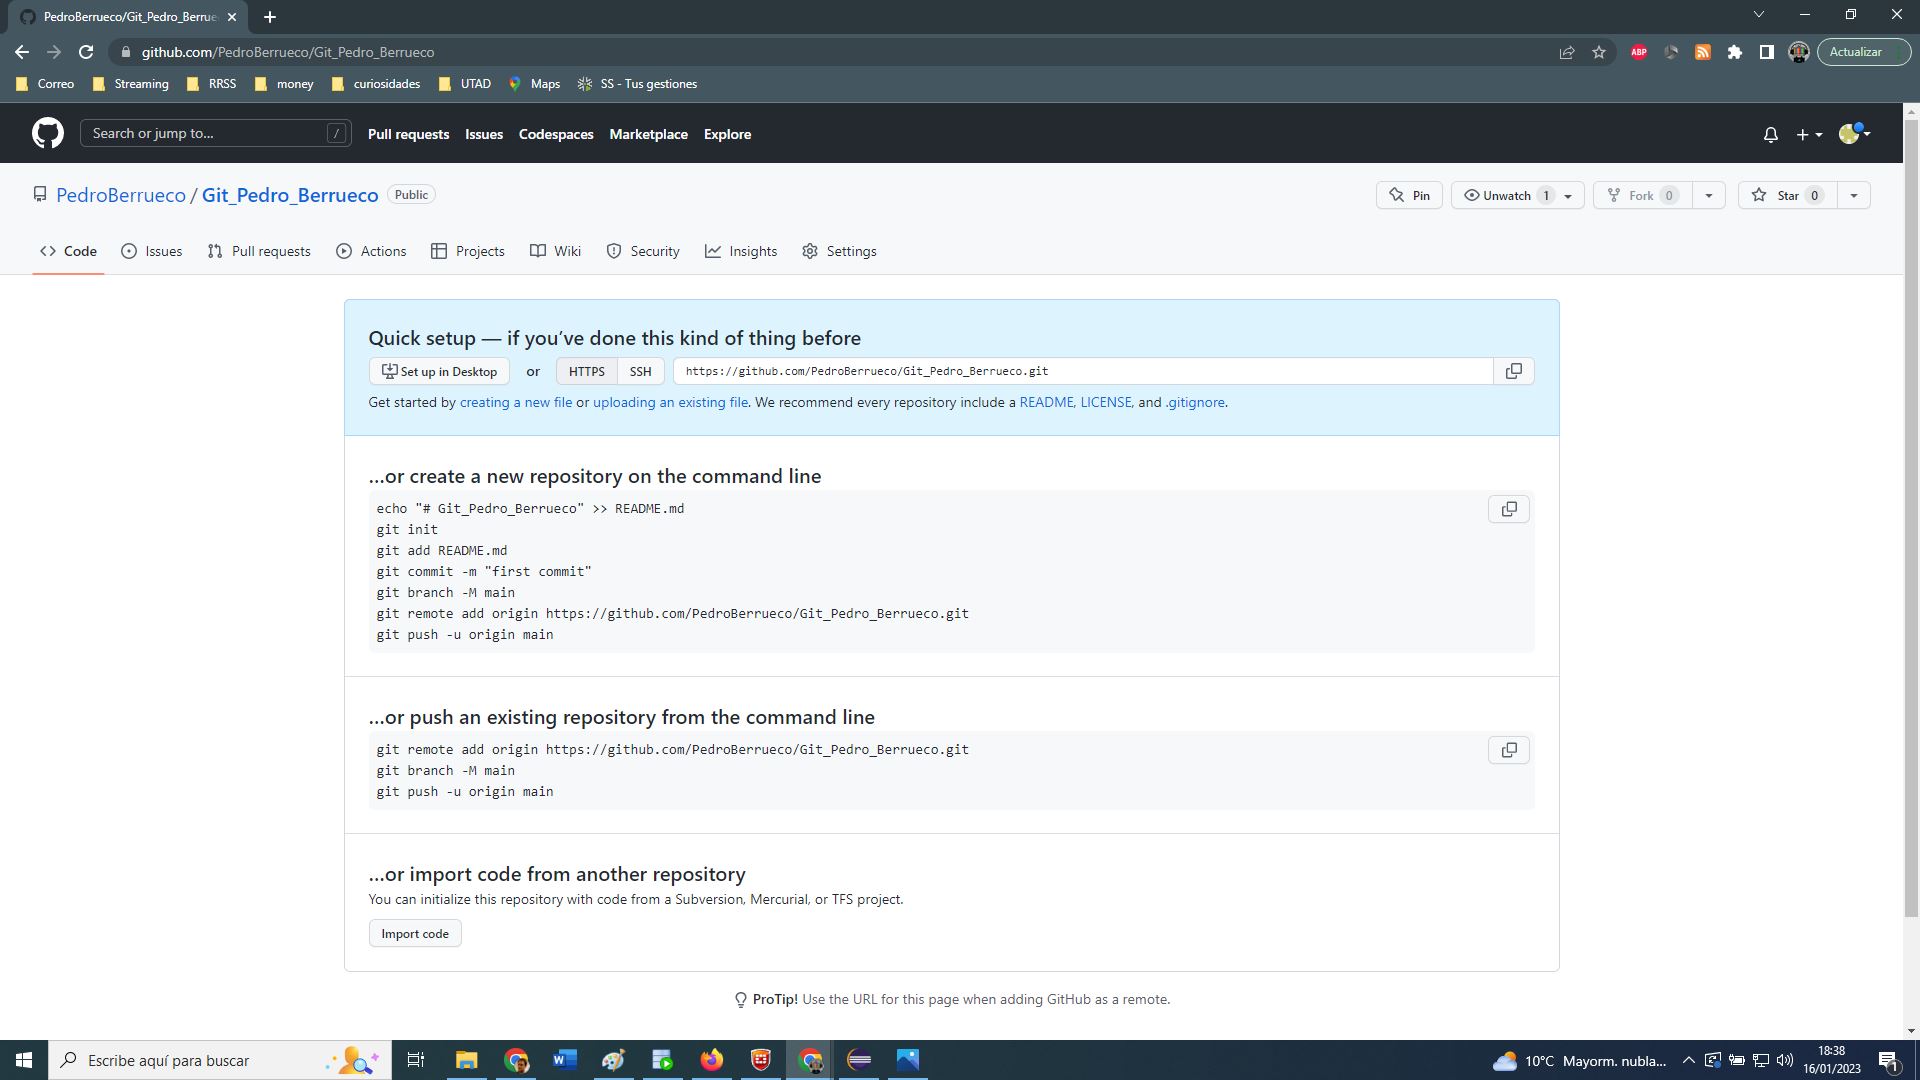 PedroBerrueco/Git_Pedro_Berrue
github.com/PedroBerrueco/Git_Pedro_Berrueco
ABP
Actualizar
Correo Streaming RRSS money curiosidades UTAD Maps SS - Tus gestiones
Search or jump to... / Pull requests Issues Codespaces Marketplace Explore
PedroBerrueco / Git_Pedro_Berrueco Public Pin Unwatch 1 Fork 0 Star 0
Code Issues Pull requests Actions Projects Wiki Security Insights Settings
Quick setup — if you’ve done this kind of thing before
Set up in Desktop or HTTPS SSH https://github.com/PedroBerrueco/Git_Pedro_Berrueco.git
Get started by creating a new file or uploading an existing file. We recommend every repository include a README, LICENSE, and .gitignore.
…or create a new repository on the command line
echo "# Git_Pedro_Berrueco" >> README.md
git init
git add README.md
git commit -m "first commit"
git branch -M main
git remote add origin https://github.com/PedroBerrueco/Git_Pedro_Berrueco.git
git push -u origin main
…or push an existing repository from the command line
git remote add origin https://github.com/PedroBerrueco/Git_Pedro_Berrueco.git
git branch -M main
git push -u origin main
…or import code from another repository
You can initialize this repository with code from a Subversion, Mercurial, or TFS project.
Import code
ProTip! Use the URL for this page when adding GitHub as a remote.
Escribe aquí para buscar
10°C Mayorm. nubla...
18:38
16/01/2023
1